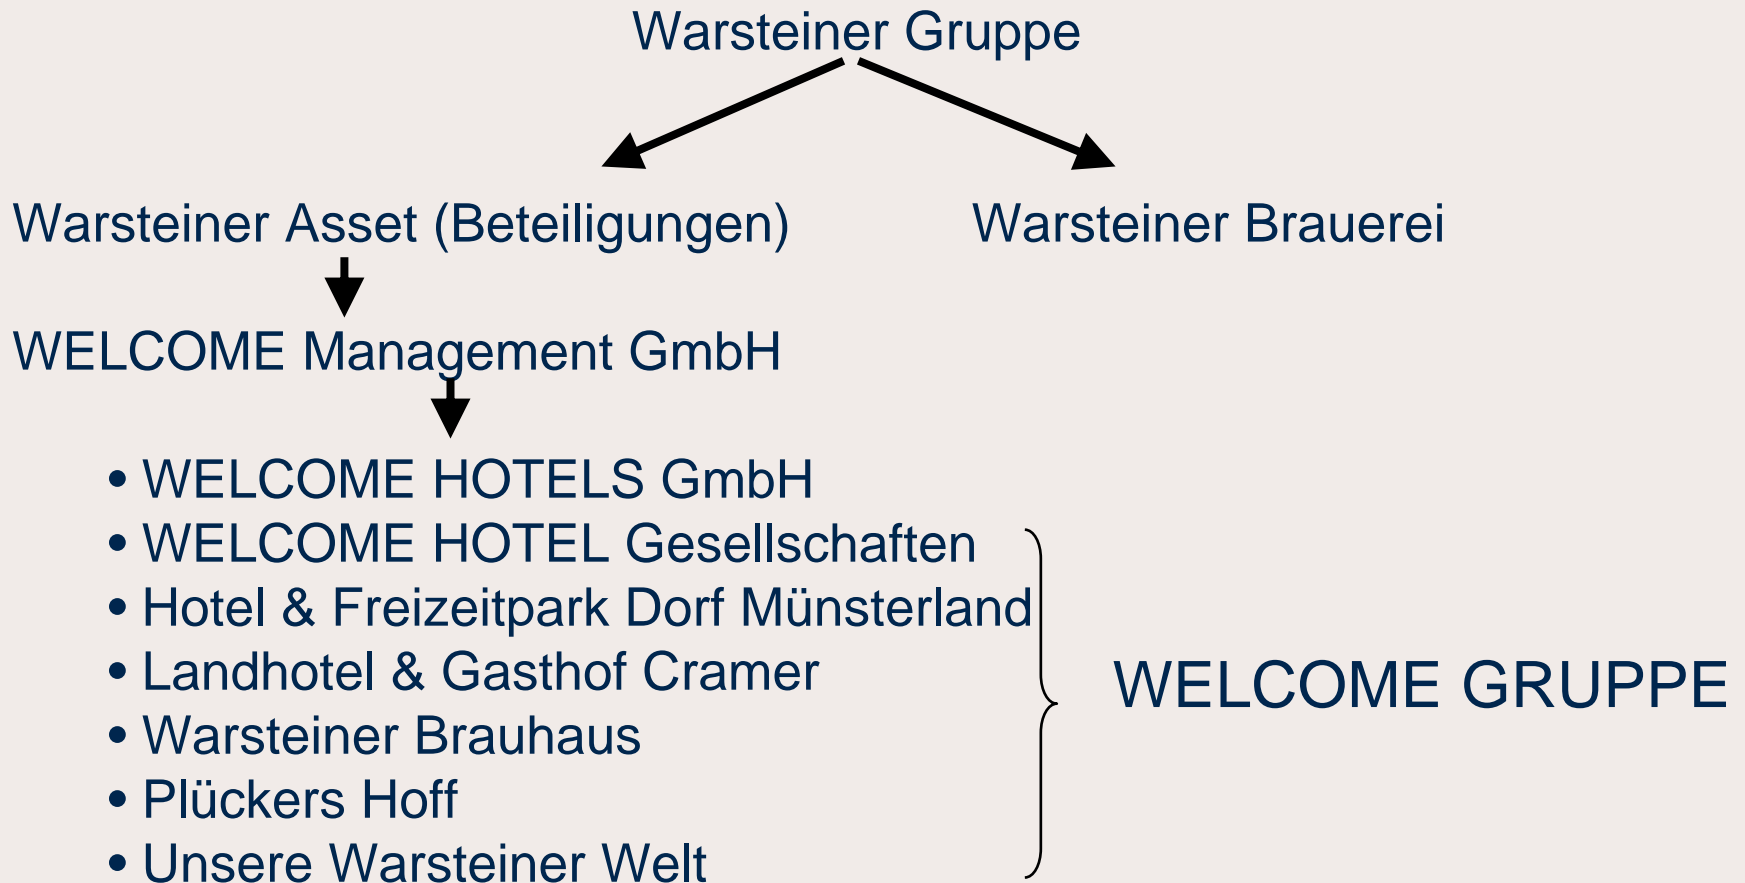 Warsteiner Gruppe
Warsteiner Asset (Beteiligungen)
Warsteiner Brauerei
WELCOME Management GmbH
• WELCOME HOTELS GmbH
• WELCOME HOTEL Gesellschaften
• Hotel & Freizeitpark Dorf Münsterland
• Landhotel & Gasthof Cramer
• Warsteiner Brauhaus
• Plückers Hoff
• Unsere Warsteiner Welt
WELCOME GRUPPE